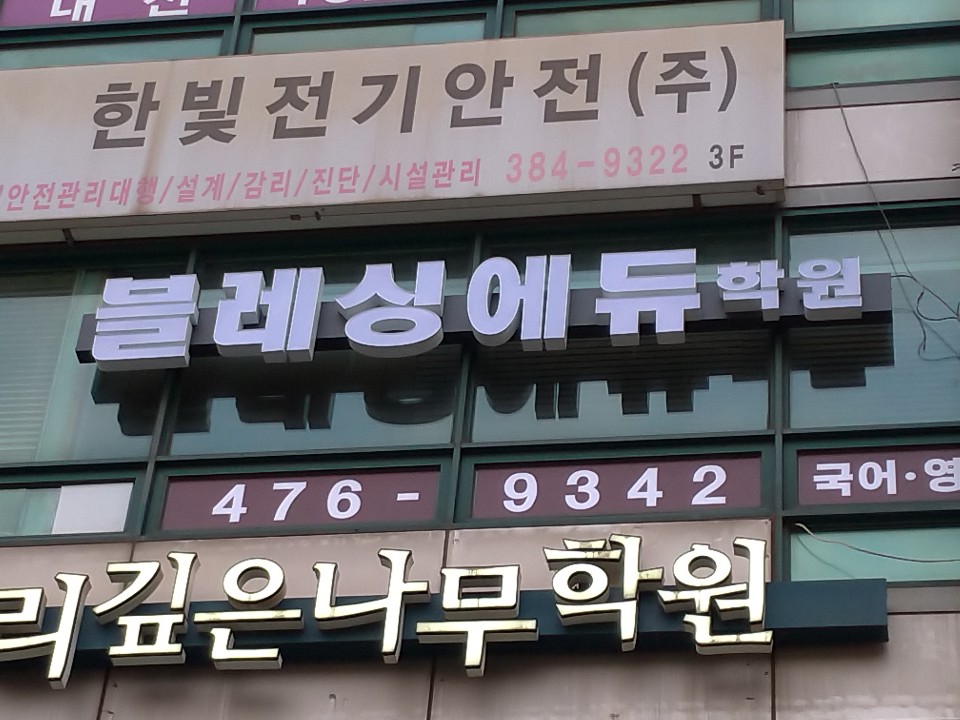 한빛전기안전(주)
안전관리대행/설계/감리/진단/시설관리 384-9322 3F
블레싱에듀학원
476-9342
국어·영
리깊은나무학원